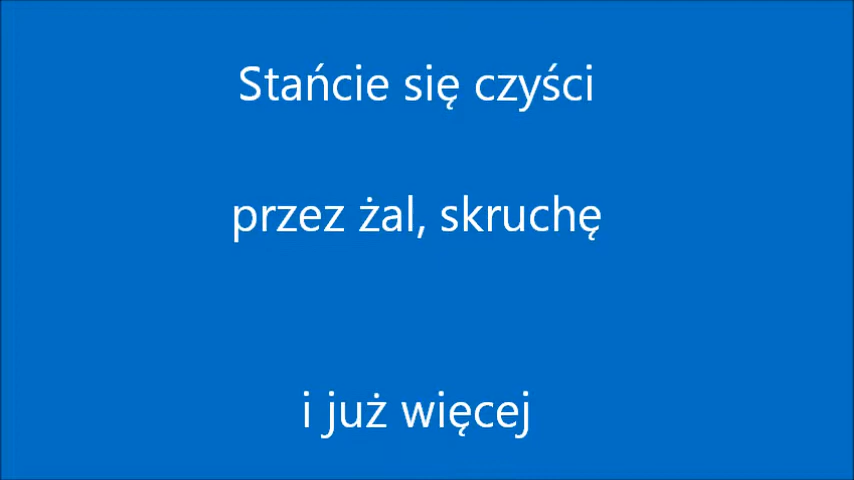 Stańcie się czyści
przez żal, skruchę
i już więcej